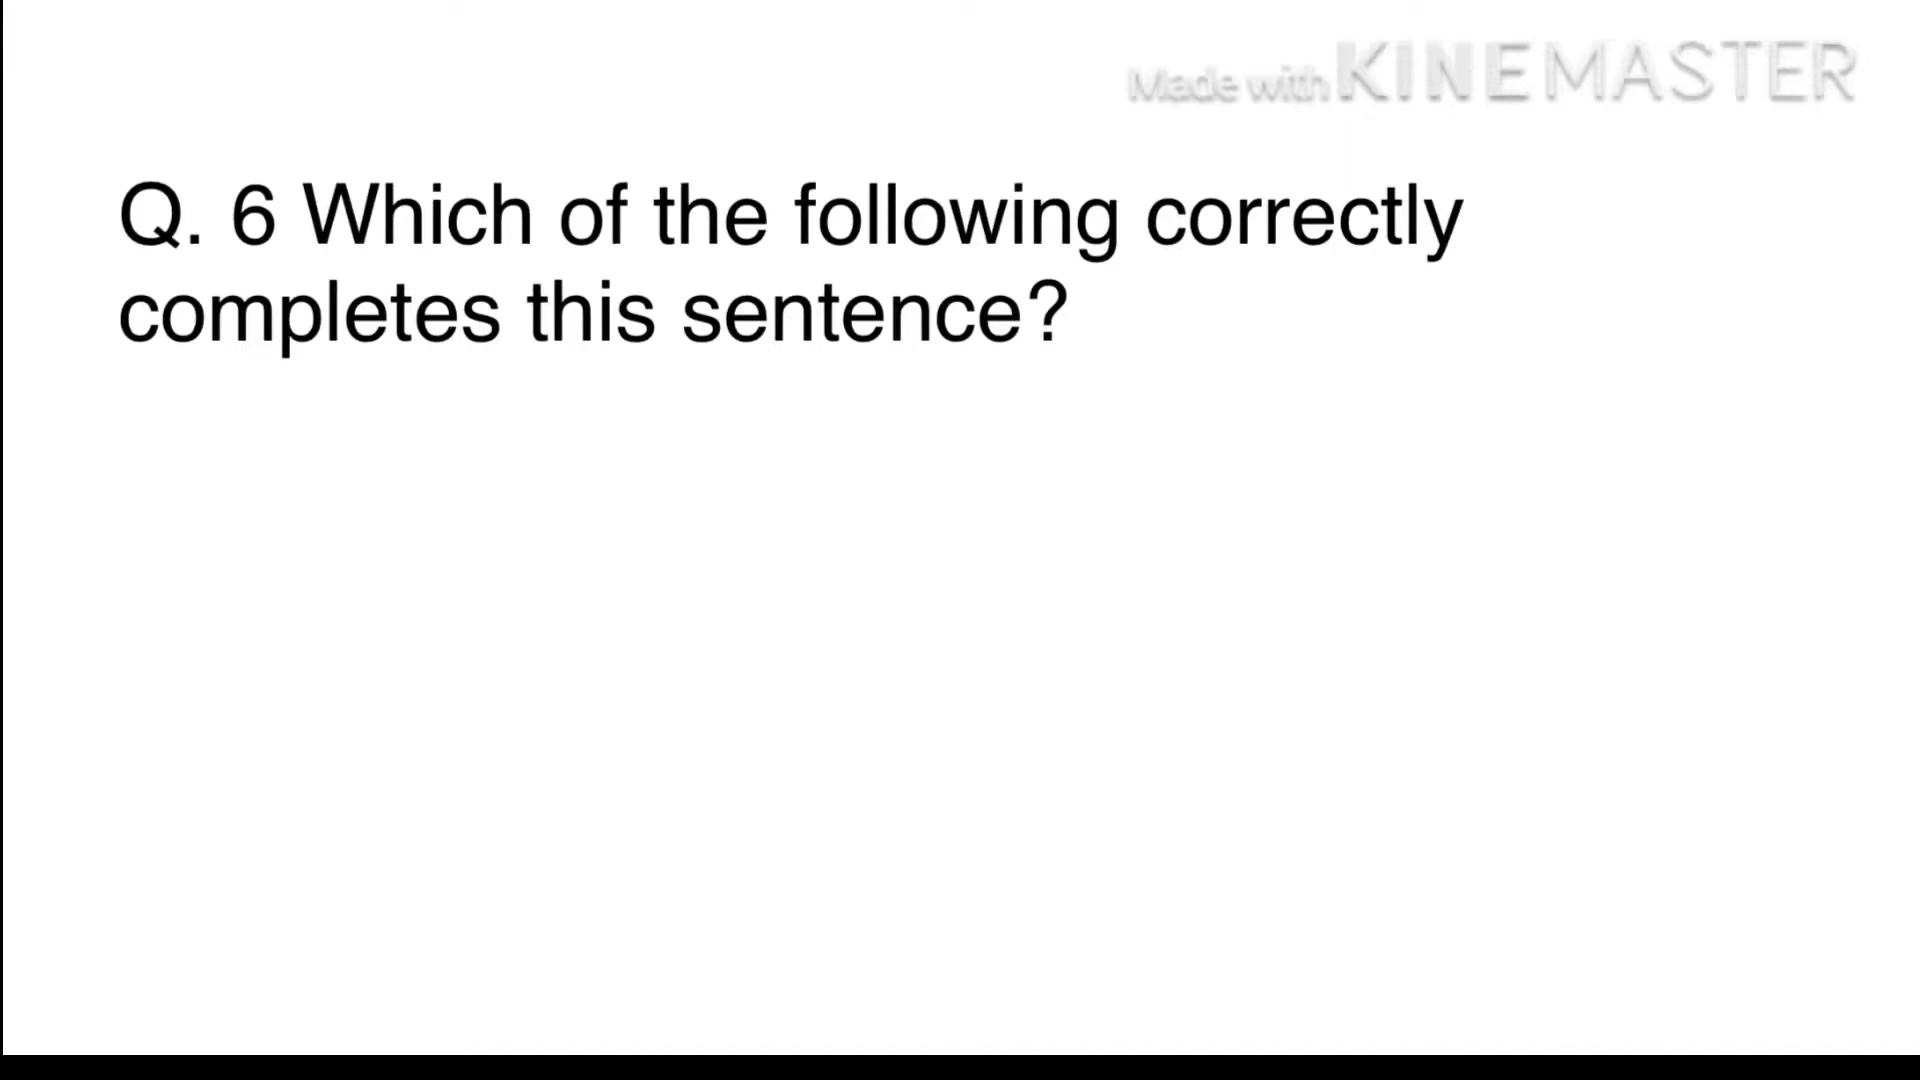 Made with KINEMASTER
Q. 6 Which of the following correctly
completes this sentence?